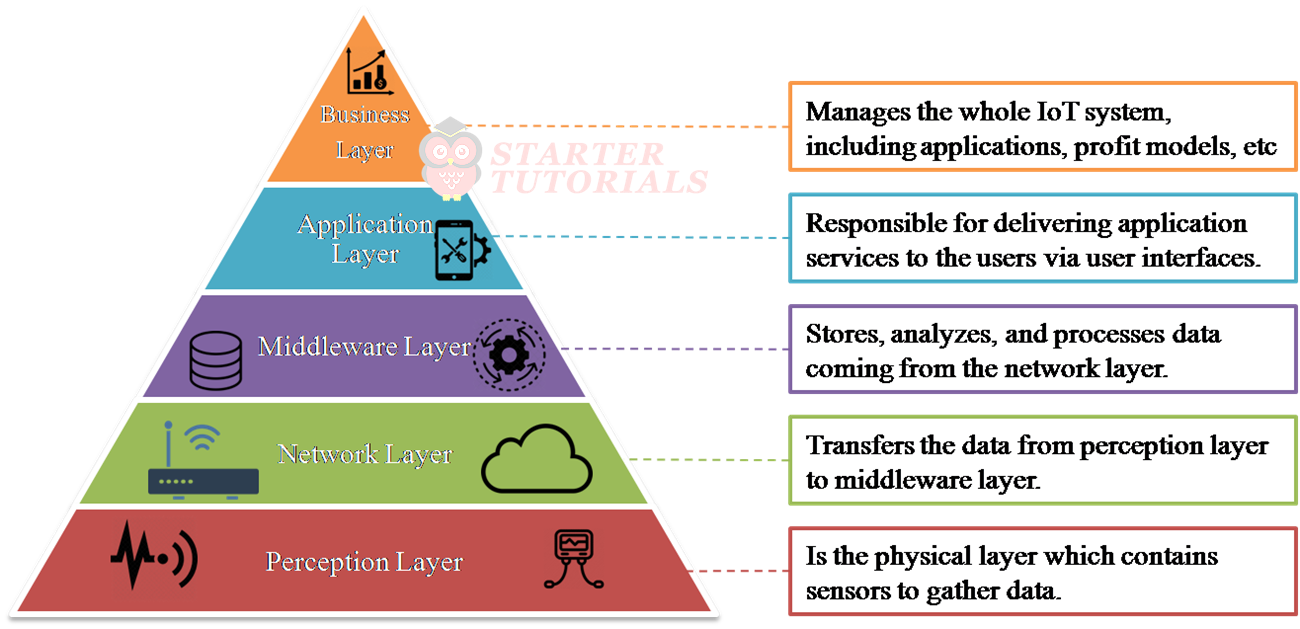 Business
Layer
Manages the whole IoT system,
including applications, profit models, etc
STARTER
TUTORIALS
Application
Layer
Responsible for delivering application
services to the users via user interfaces.
Middleware Layer
Stores, analyzes, and processes data
coming from the network layer.
Network Layer
Transfers the data from perception layer
to middleware layer.
Perception Layer
Is the physical layer which contains
sensors to gather data.